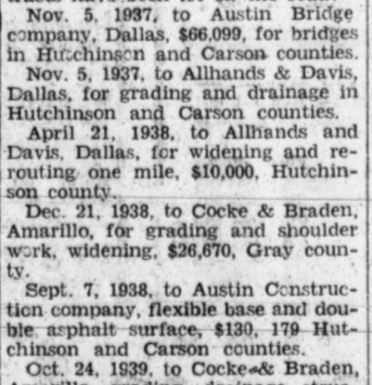 Nov. 5, 1937, to Austin Bridge
company, Dallas, $66,099, for bridges
in Hutchinson and Carson counties.
Nov. 5, 1937, to Allhands & Davis,
Dallas, for grading and drainage in
Hutchinson and Carson counties.
April 21, 1938, to Allhands and
Davis, Dallas, for widening and re-
routing one mile, $10,000, Hutchin-
son county.
Dec. 21, 1938, to Cocke & Braden,
Amarillo, for grading and shoulder
work, widening, $26,670, Gray coun-
ty.
Sept. 7, 1938, to Austin Construc-
tion company, flexible base and dou-
ble asphalt surface, $130, 179 Hut-
chinson and Carson counties.
Oct. 24, 1939, to Cocke & Braden,